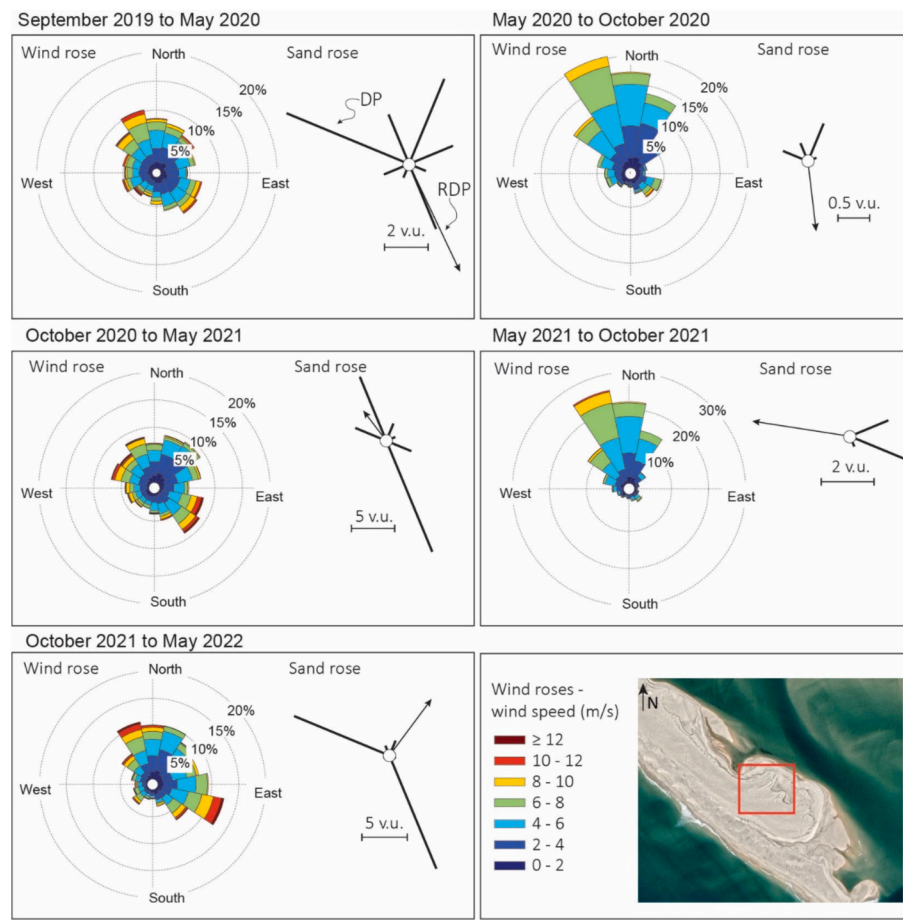 September 2019 to May 2020
Wind rose
Sand rose
North
20%
15%
10%
5%
West
East
South
DP
RDP
2 v.u.
May 2020 to October 2020
Wind rose
Sand rose
North
20%
15%
10%
5%
West
East
South
0.5 v.u.
October 2020 to May 2021
Wind rose
Sand rose
North
20%
15%
10%
5%
West
East
South
5 v.u.
May 2021 to October 2021
Wind rose
Sand rose
North
30%
20%
10%
West
East
South
2 v.u.
October 2021 to May 2022
Wind rose
Sand rose
North
20%
15%
10%
5%
West
East
South
5 v.u.
Wind roses -
wind speed (m/s)
≥ 12
10 - 12
8 - 10
6 - 8
4 - 6
2 - 4
0 - 2
N